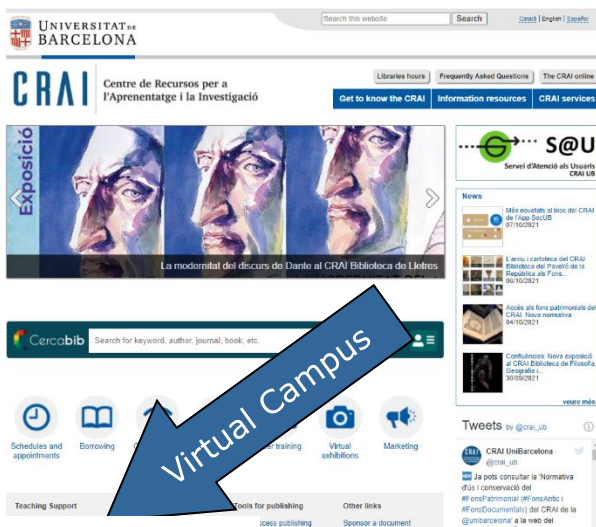 UNIVERSITAT DE
BARCELONA
Search this website
Search
Català | English | Español
CRAI
Centre de Recursos per a
l'Aprenentatge i la Investigació
Libraries hours
Frequently Asked Questions
The CRAI online
Get to know the CRAI
Information resources
CRAI services
Exposició
La modernitat del discurs de Dante al CRAI Biblioteca de Lletres
S@U
Servei d'Atenció als Usuaris
CRAI UB
News
Més novetats al bloc del CRAI
de l'App SocUB
07/10/2021
L'arxiu i cartoteca del CRAI
Biblioteca del Pavelló de la
República als Fons...
06/10/2021
Accés als fons patrimonials del
CRAI. Nova normativa
04/10/2021
Confluències. Nova exposició
al CRAI Biblioteca de Filosofia,
Geografia i...
30/09/2021
veure més
Cercabib
Search for keyword, author, journal, book, etc.
Virtual Campus
Schedules and
appointments
Borrowing
training
Virtual
exhibitions
Marketing
Tweets by @crai_ub
CRAI UniBarcelona
@crai_ub
NEW Ja pots consultar la 'Normativa
d'ús i conservació del
#FonsPatrimonial (#FonsAntic i
#FonsDocumentals) del CRAI de la
@unibarcelona' a la web del
Teaching Support
Tools for publishing
Other links
access publishing
Sponsor a document